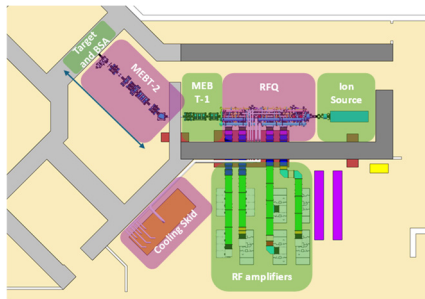 Target
and BSA
MEBT-2
MEB
T-1
RFQ
Ion
Source
Cooling Skid
RF amplifiers